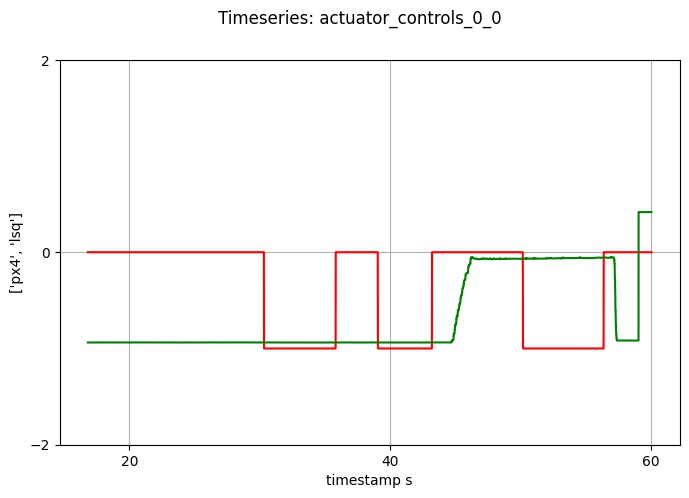 Timeseries: actuator_controls_0_0
2
0
−2
['px4', 'lsq']
20
40
60
timestamp s